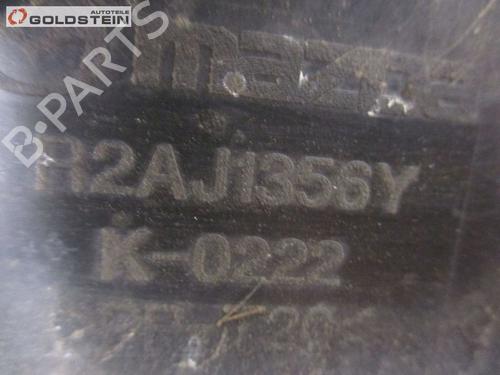 AUTOTEILE
GOLDSTEIN
B-PARTS
mazda
R2AJ1356Y
K-0222